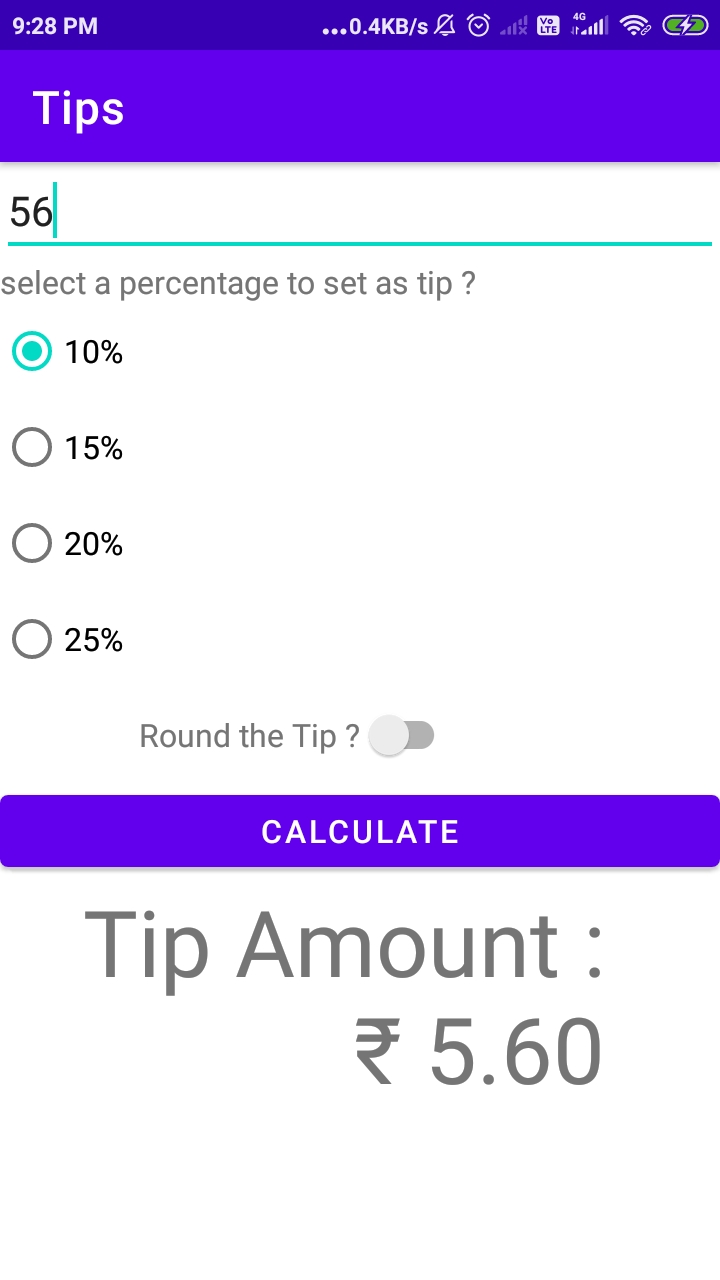 9:28 PM ...0.4KB/s Vo LTE 4G
Tips
56
select a percentage to set as tip ?
10%
15%
20%
25%
Round the Tip ?
CALCULATE
Tip Amount :
₹ 5.60